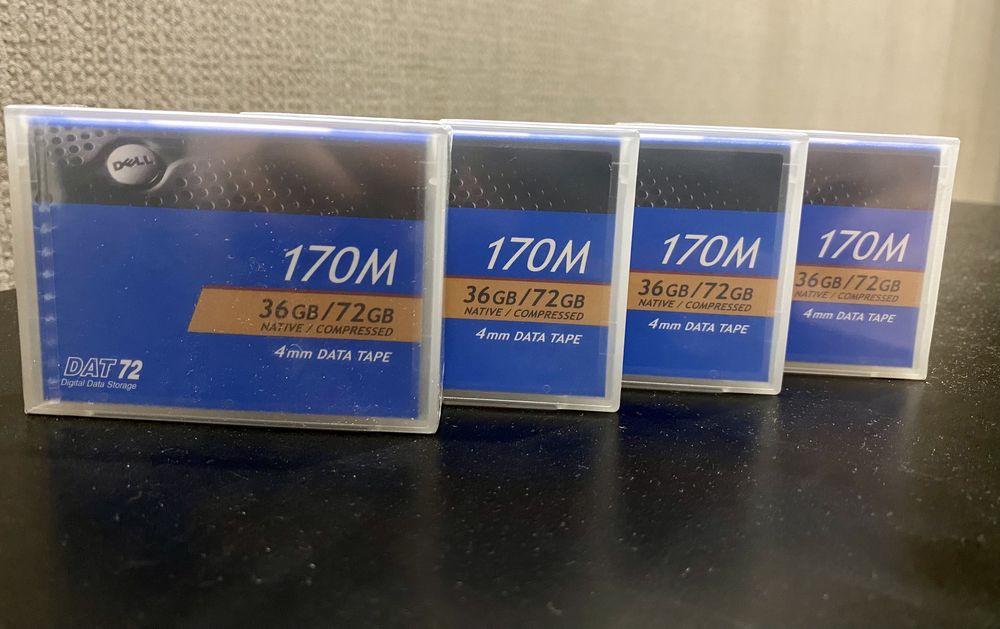 DELL
170M
36GB/72GB
NATIVE / COMPRESSED
4mm DATA TAPE
DAT 72
Digital Data Storage
170M
36GB/72GB
NATIVE / COMPRESSED
4mm DATA TAPE
170M
36GB/72GB
NATIVE / COMPRESSED
4mm DATA TAPE
170M
36GB/72GB
NATIVE / COMPRESSED
4mm DATA TAPE